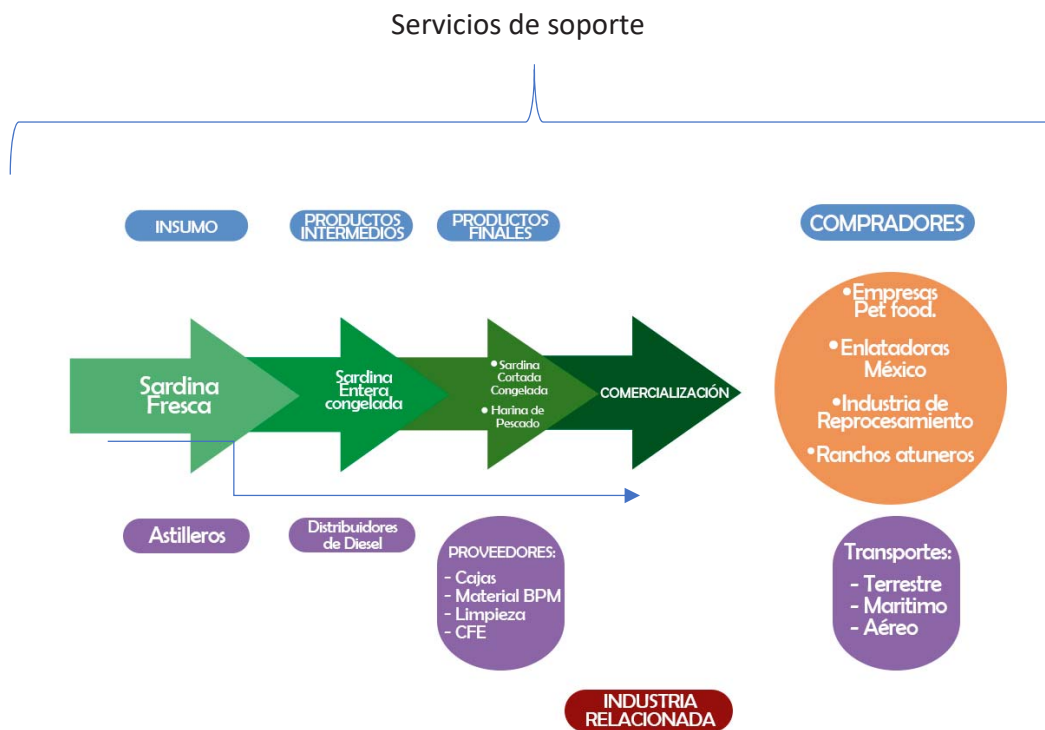 Servicios de soporte
INSUMO
PRODUCTOS
INTERMEDIOS
PRODUCTOS
FINALES
COMPRADORES
Sardina
Fresca
Sardina
Entera
congelada
• Sardina
Cortada
Congelada
• Harina de
Pescado
COMERCIALIZACIÓN
•Empresas
Pet food.
•Enlatadoras
México
•Industria de
Reprocesamiento
•Ranchos atuneros
Astilleros
Distribuidores
de Diesel
PROVEEDORES:
- Cajas
- Material BPM
- Limpieza
- CFE
Transportes:
- Terrestre
- Maritimo
- Aéreo
INDUSTRIA
RELACIONADA